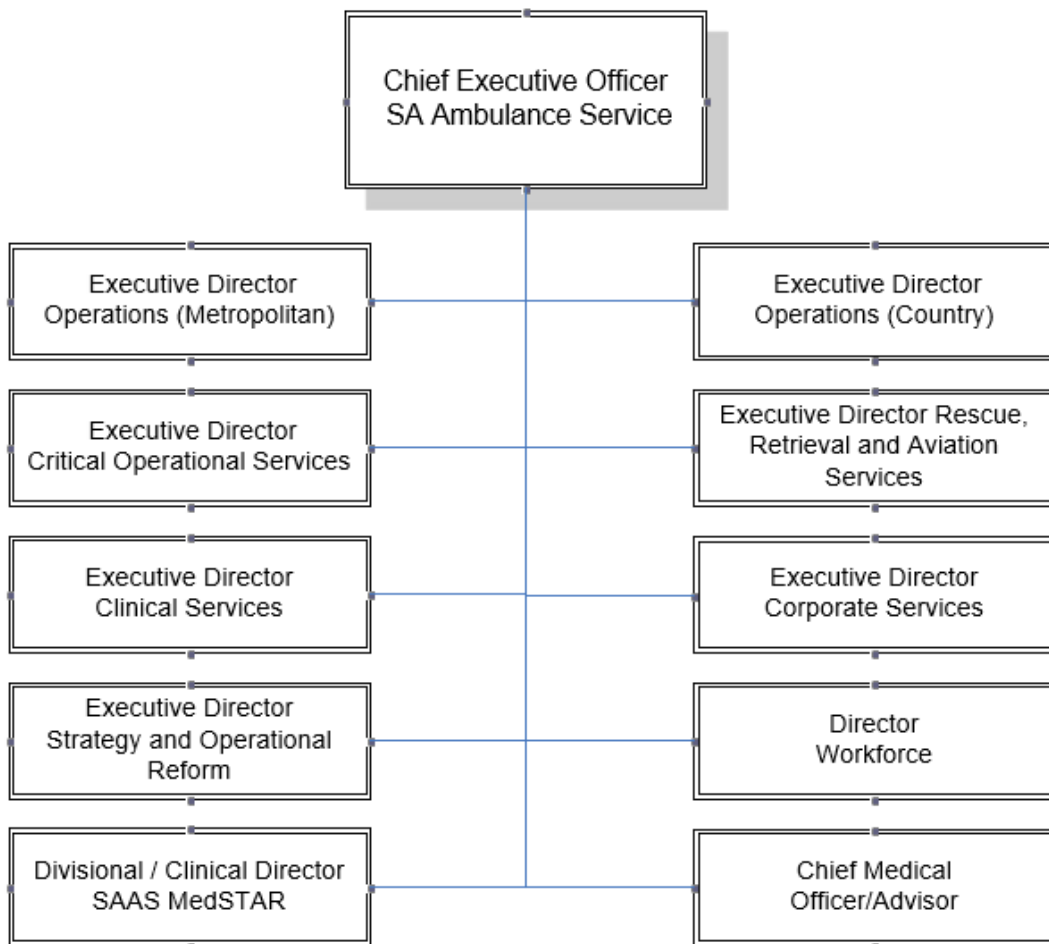 Chief Executive Officer
SA Ambulance Service
Executive Director
Operations (Metropolitan)
Executive Director
Operations (Country)
Executive Director
Critical Operational Services
Executive Director Rescue,
Retrieval and Aviation
Services
Executive Director
Clinical Services
Executive Director
Corporate Services
Executive Director
Strategy and Operational
Reform
Director
Workforce
Divisional / Clinical Director
SAAS MedSTAR
Chief Medical
Officer/Advisor